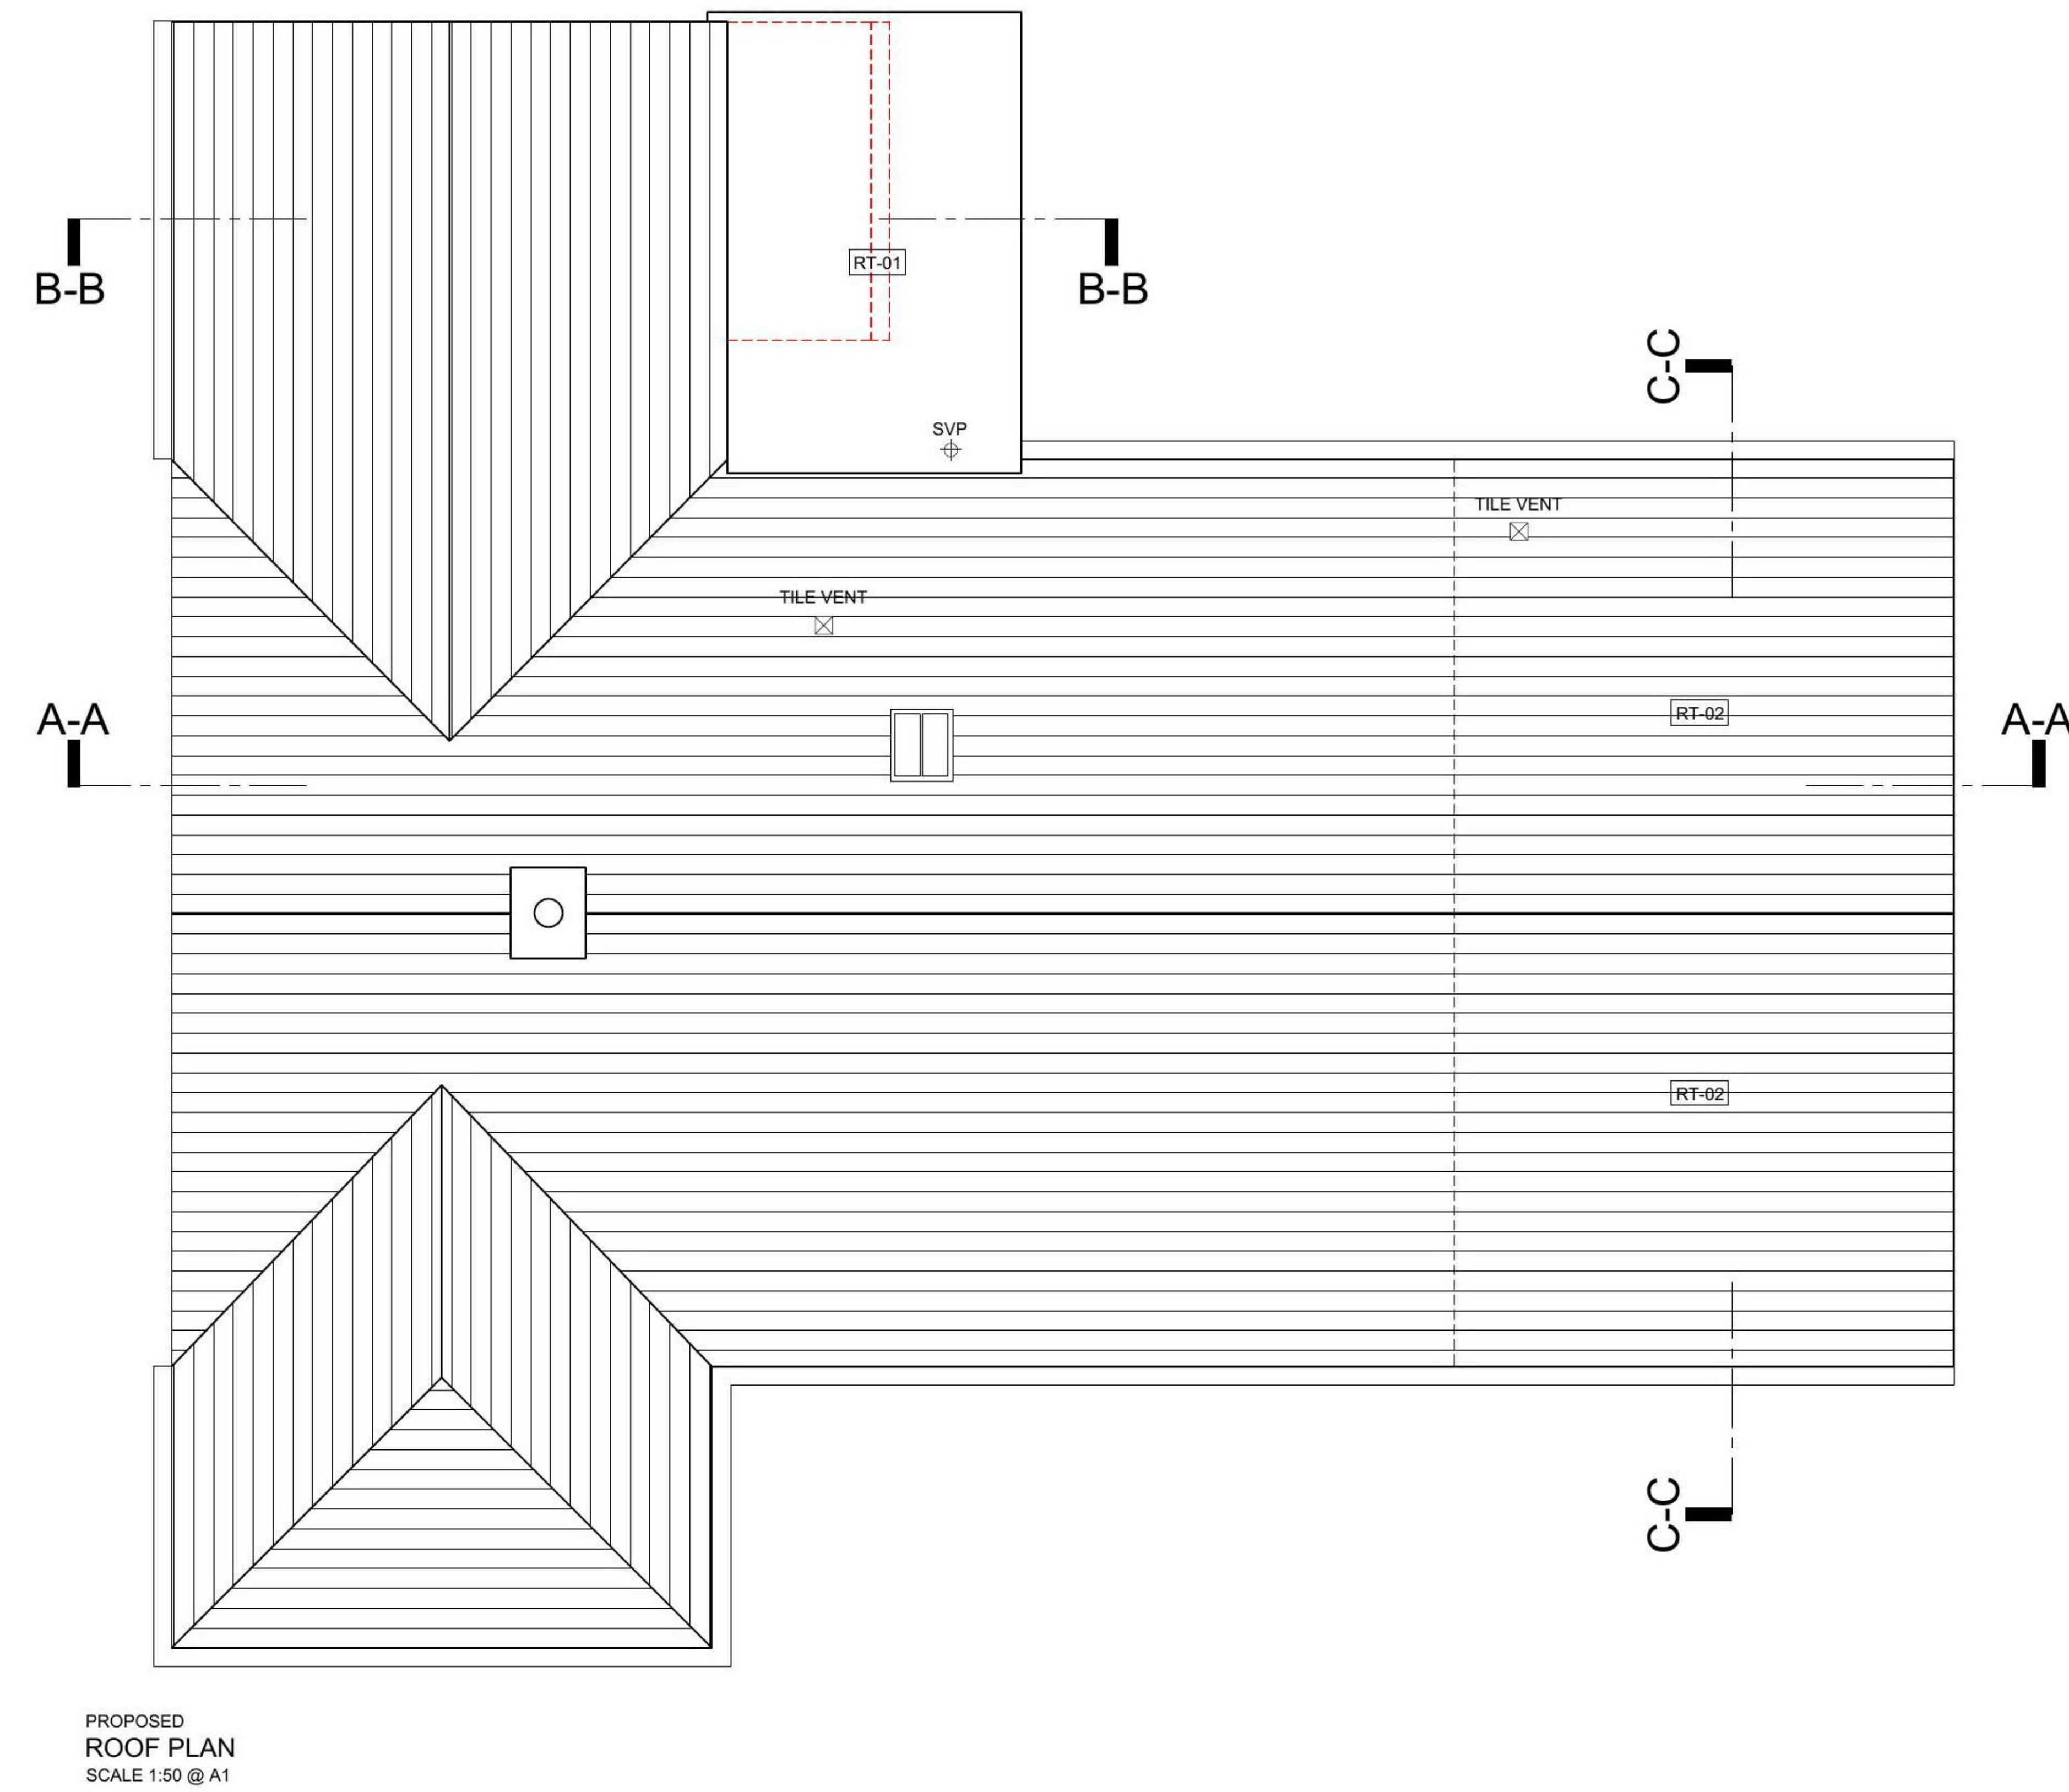 B-B
RT-01
B-B
C-C
SVP
TILE VENT
TILE VENT
A-A
RT-02
A-A
RT-02
C-C
PROPOSED
ROOF PLAN
SCALE 1:50 @ A1